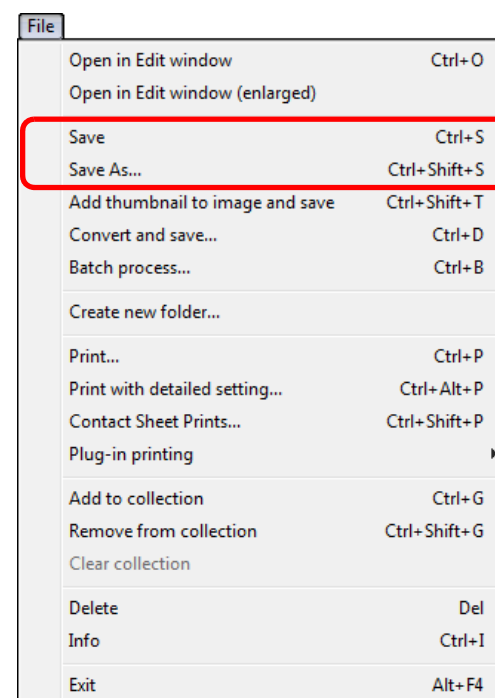 File
Open in Edit window Ctrl+O
Open in Edit window (enlarged)
Save Ctrl+S
Save As... Ctrl+Shift+S
Add thumbnail to image and save Ctrl+Shift+T
Convert and save... Ctrl+D
Batch process... Ctrl+B
Create new folder...
Print... Ctrl+P
Print with detailed setting... Ctrl+Alt+P
Contact Sheet Prints... Ctrl+Shift+P
Plug-in printing
Add to collection Ctrl+G
Remove from collection Ctrl+Shift+G
Clear collection
Delete Del
Info Ctrl+I
Exit Alt+F4